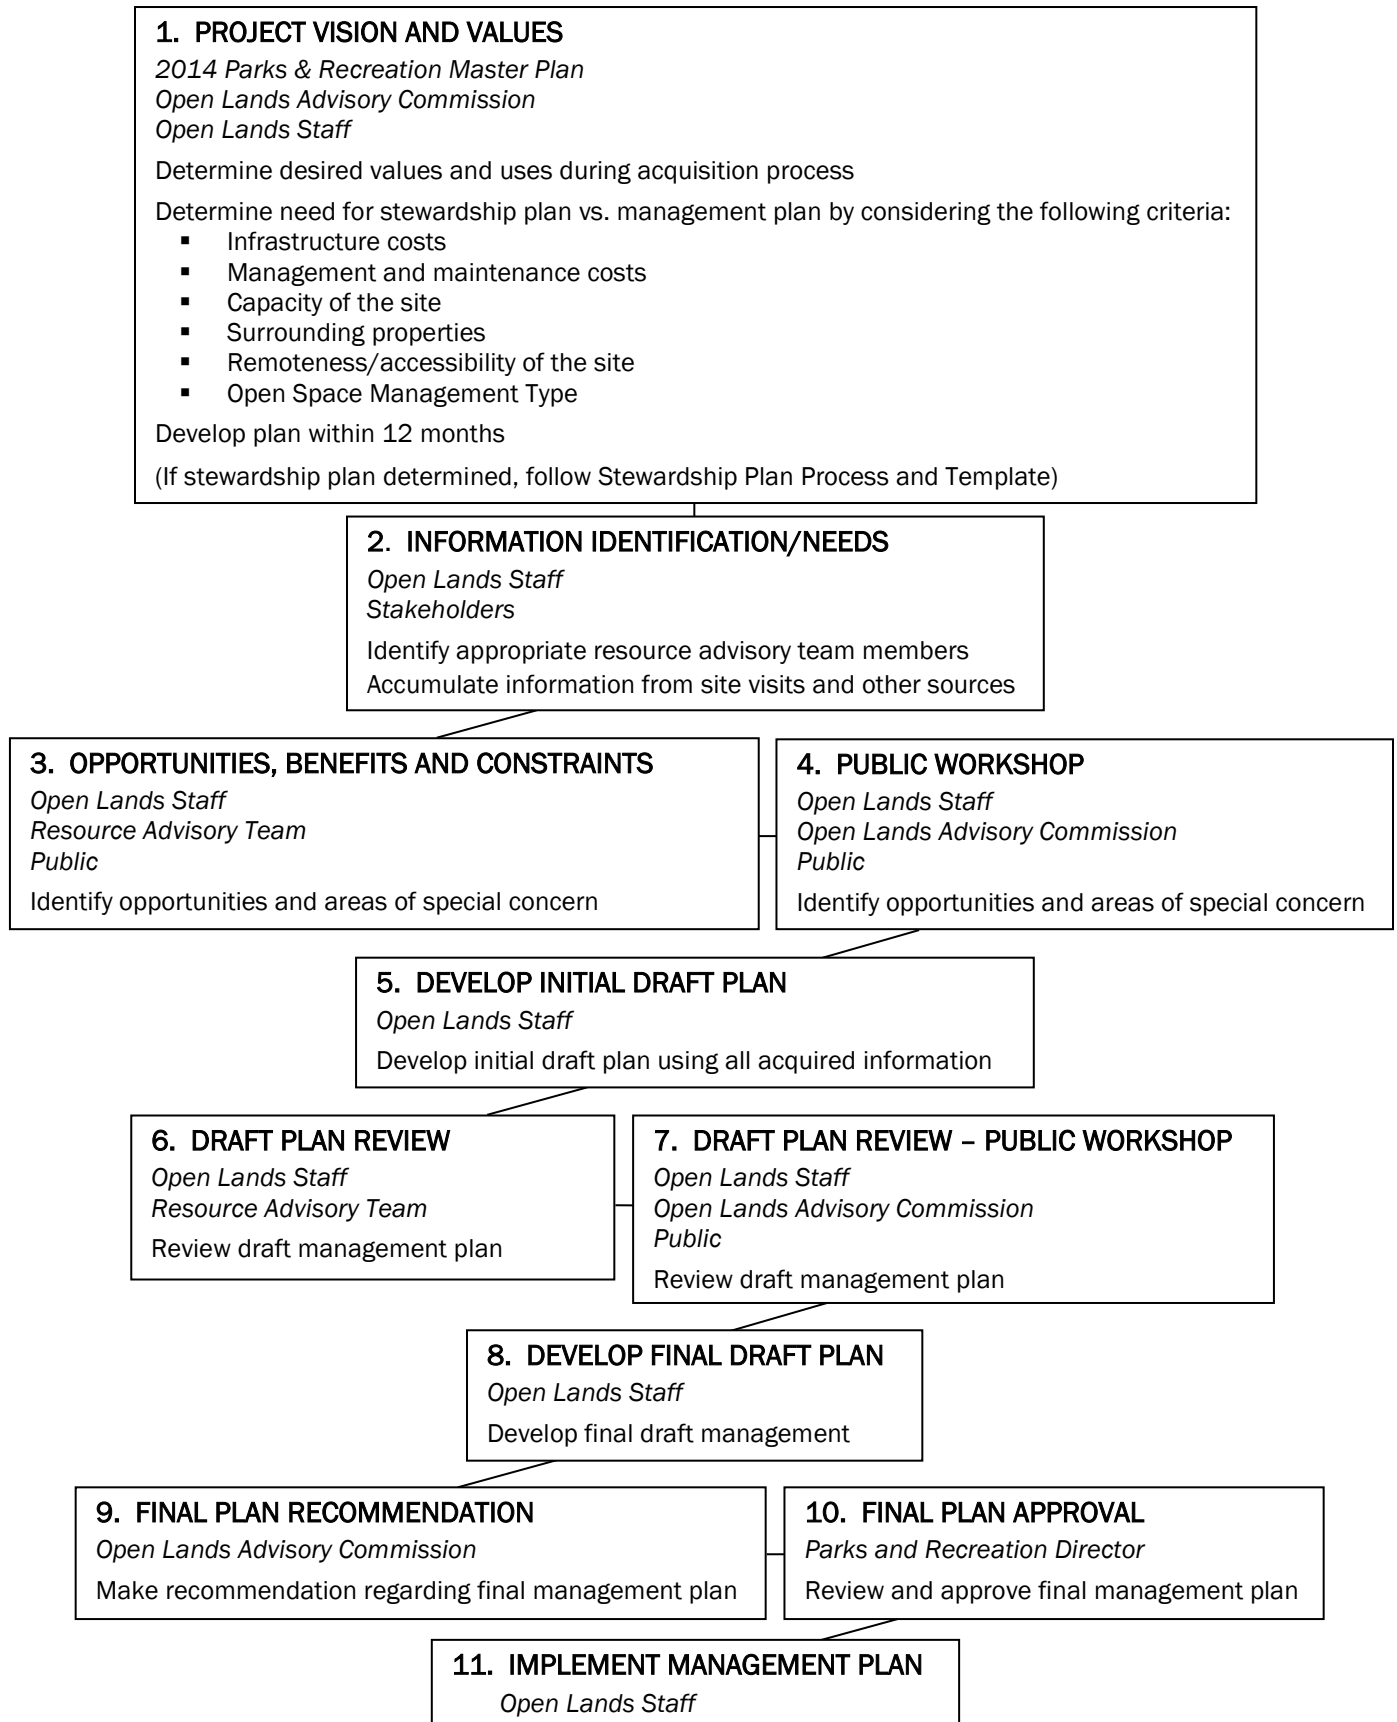 1. PROJECT VISION AND VALUES
2014 Parks & Recreation Master Plan
Open Lands Advisory Commission
Open Lands Staff
Determine desired values and uses during acquisition process
Determine need for stewardship plan vs. management plan by considering the following criteria:
▪ Infrastructure costs
▪ Management and maintenance costs
▪ Capacity of the site
▪ Surrounding properties
▪ Remoteness/accessibility of the site
▪ Open Space Management Type
Develop plan within 12 months
(If stewardship plan determined, follow Stewardship Plan Process and Template)
2. INFORMATION IDENTIFICATION/NEEDS
Open Lands Staff
Stakeholders
Identify appropriate resource advisory team members
Accumulate information from site visits and other sources
3. OPPORTUNITIES, BENEFITS AND CONSTRAINTS
Open Lands Staff
Resource Advisory Team
Public
Identify opportunities and areas of special concern
4. PUBLIC WORKSHOP
Open Lands Staff
Open Lands Advisory Commission
Public
Identify opportunities and areas of special concern
5. DEVELOP INITIAL DRAFT PLAN
Open Lands Staff
Develop initial draft plan using all acquired information
6. DRAFT PLAN REVIEW
Open Lands Staff
Resource Advisory Team
Review draft management plan
7. DRAFT PLAN REVIEW – PUBLIC WORKSHOP
Open Lands Staff
Open Lands Advisory Commission
Public
Review draft management plan
8. DEVELOP FINAL DRAFT PLAN
Open Lands Staff
Develop final draft management
9. FINAL PLAN RECOMMENDATION
Open Lands Advisory Commission
Make recommendation regarding final management plan
10. FINAL PLAN APPROVAL
Parks and Recreation Director
Review and approve final management plan
11. IMPLEMENT MANAGEMENT PLAN
Open Lands Staff